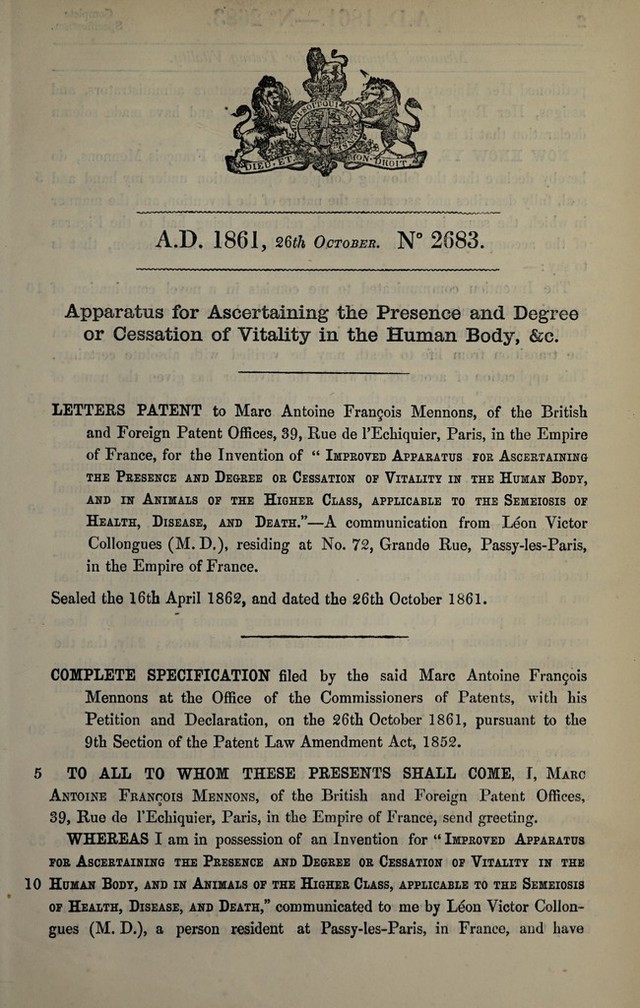 HONI SOIT QUI MAL Y PENSE
DIEU ET MON DROIT
A.D. 1861, 26th October. No 2683.
Apparatus for Ascertaining the Presence and Degree
or Cessation of Vitality in the Human Body, &c.
LETTERS PATENT to Marc Antoine François Mennons, of the British
and Foreign Patent Offices, 39, Rue de l'Echiquier, Paris, in the Empire
of France, for the Invention of “ Improved Apparatus for Ascertaining
the Presence and Degree or Cessation of Vitality in the Human Body,
and in Animals of the Higher Class, applicable to the Semeiosis of
Health, Disease, and Death.”—A communication from Léon Victor
Collongues (M. D.), residing at No. 72, Grande Rue, Passy-les-Paris,
in the Empire of France.
Sealed the 16th April 1862, and dated the 26th October 1861.
COMPLETE SPECIFICATION filed by the said Marc Antoine François
Mennons at the Office of the Commissioners of Patents, with his
Petition and Declaration, on the 26th October 1861, pursuant to the
9th Section of the Patent Law Amendment Act, 1852.
5 TO ALL TO WHOM THESE PRESENTS SHALL COME, I, Marc
Antoine François Mennons, of the British and Foreign Patent Offices,
39, Rue de l'Echiquier, Paris, in the Empire of France, send greeting.
WHEREAS I am in possession of an Invention for “ Improved Apparatus
for Ascertaining the Presence and Degree or Cessation of Vitality in the
10 Human Body, and in Animals of the Higher Class, applicable to the Semeiosis
of Health, Disease, and Death,” communicated to me by Léon Victor Collon-
gues (M. D.), a person resident at Passy-les-Paris, in France, and have